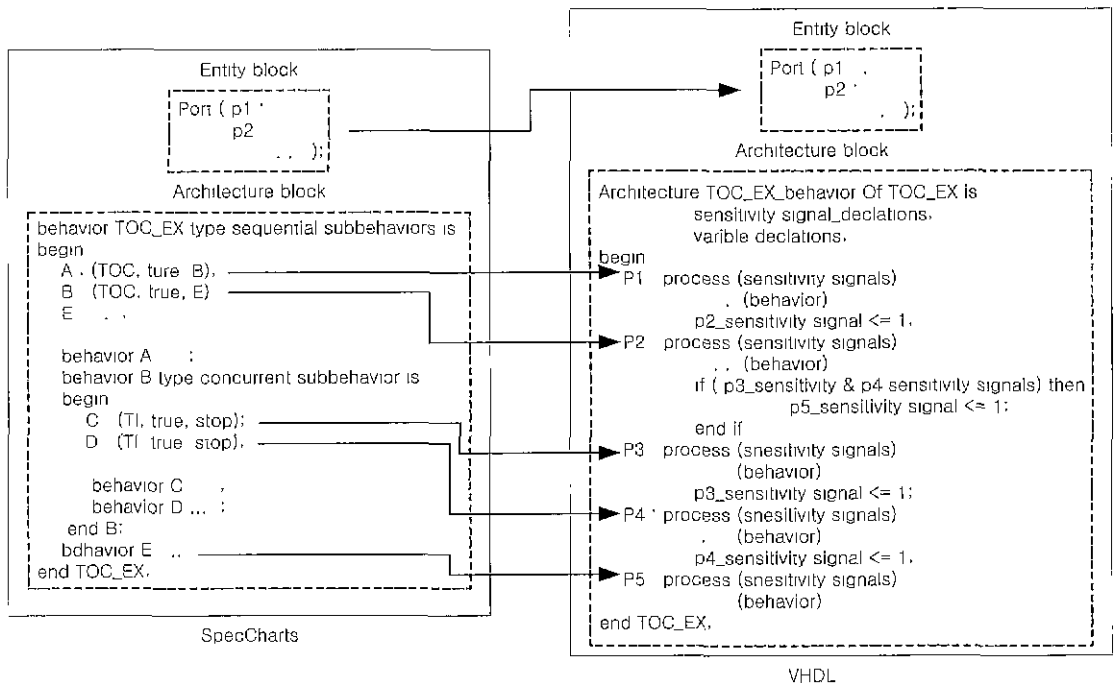 Entity block
Port ( p1 '
p2
. . );
Architecture block
behavior TOC_EX type sequential subbehaviors is
begin
A . (TOC, ture B),
B (TOC, true, E)
E . ,
behavior A ;
behavior B type concurrent subbehavior is
begin
C (TI, true, stop);
D (TI true stop),
behavior C ,
behavior D ... ;
end B;
bdhavior E ..
end TOC_EX,
SpecCharts
Entity block
Port ( p1 .
p2 '
. );
Architecture block
Architecture TOC_EX_behavior Of TOC_EX is
sensitivity signal_declations,
varible declations,
begin
P1 process (sensitivity signals)
. (behavior)
p2_sensitivity signal <= 1,
P2 process (sensitivity signals)
. . (behavior)
if ( p3_sensitivity & p4 sensitivity signals) then
p5_sensitivity signal <= 1;
end if
P3 process (snesitivity signals)
(behavior)
p3_sensitivity signal <= 1;
P4 ' process (snesitivity signals)
. (behavior)
p4_sensitivity signal <= 1,
P5 process (snesitivity signals)
(behavior)
end TOC_EX,
VHDL